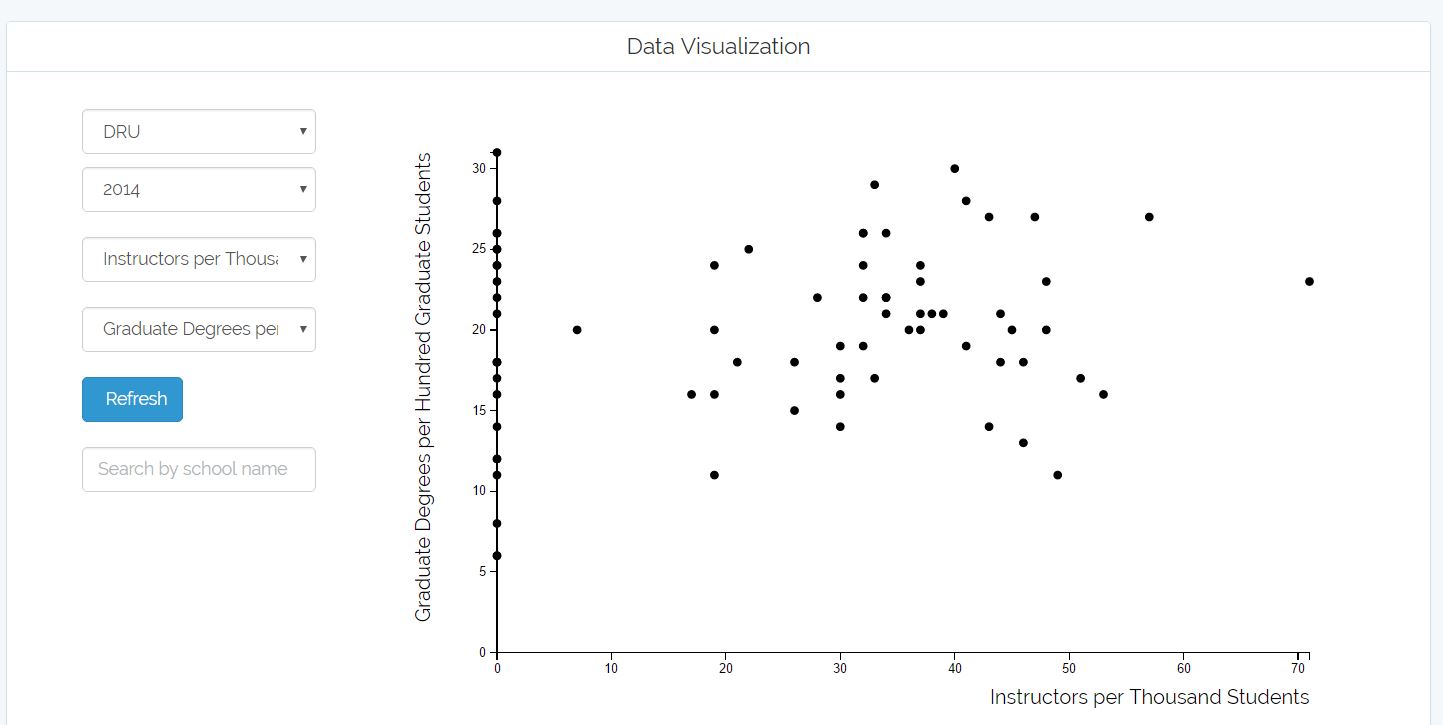 Data Visualization
DRU
2014
Instructors per Thousa
Graduate Degrees per
Refresh
Search by school name
Graduate Degrees per Hundred Graduate Students
30
25
20
15
10
5
0
0 10 20 30 40 50 60 70
Instructors per Thousand Students